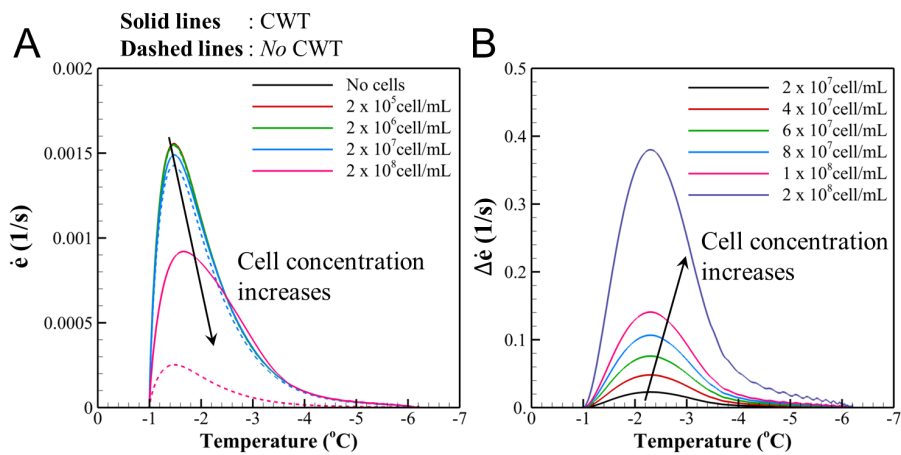 Solid lines : CWT
Dashed lines : No CWT
A
0.002
0.0015
0.001
0.0005
0
ė (1/s)
No cells
2 x 10⁵cell/mL
2 x 10⁶cell/mL
2 x 10⁷cell/mL
2 x 10⁸cell/mL
Cell concentration
increases
0 -1 -2 -3 -4 -5 -6 -7
Temperature (°C)
B
0.5
0.4
0.3
0.2
0.1
0
Δė (1/s)
2 x 10⁷cell/mL
4 x 10⁷cell/mL
6 x 10⁷cell/mL
8 x 10⁷cell/mL
1 x 10⁸cell/mL
2 x 10⁸cell/mL
Cell concentration
increases
0 -1 -2 -3 -4 -5 -6 -7
Temperature (°C)